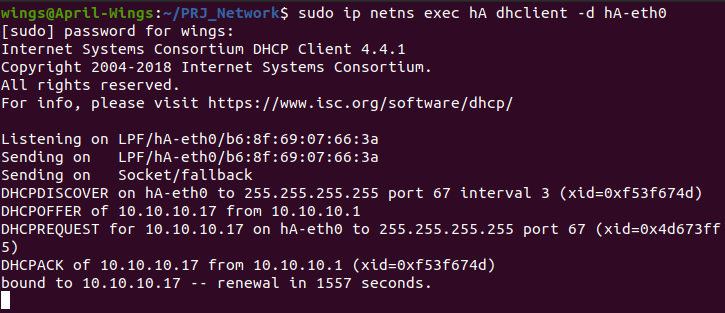 wings@April-Wings:~/PRJ_Network$ sudo ip netns exec hA dhclient -d hA-eth0
[sudo] password for wings:
Internet Systems Consortium DHCP Client 4.4.1
Copyright 2004-2018 Internet Systems Consortium.
All rights reserved.
For info, please visit https://www.isc.org/software/dhcp/

Listening on LPF/hA-eth0/b6:8f:69:07:66:3a
Sending on   LPF/hA-eth0/b6:8f:69:07:66:3a
Sending on   Socket/fallback
DHCPDISCOVER on hA-eth0 to 255.255.255.255 port 67 interval 3 (xid=0xf53f674d)
DHCPOFFER of 10.10.10.17 from 10.10.10.1
DHCPREQUEST for 10.10.10.17 on hA-eth0 to 255.255.255.255 port 67 (xid=0x4d673ff
5)
DHCPACK of 10.10.10.17 from 10.10.10.1 (xid=0xf53f674d)
bound to 10.10.10.17 -- renewal in 1557 seconds.